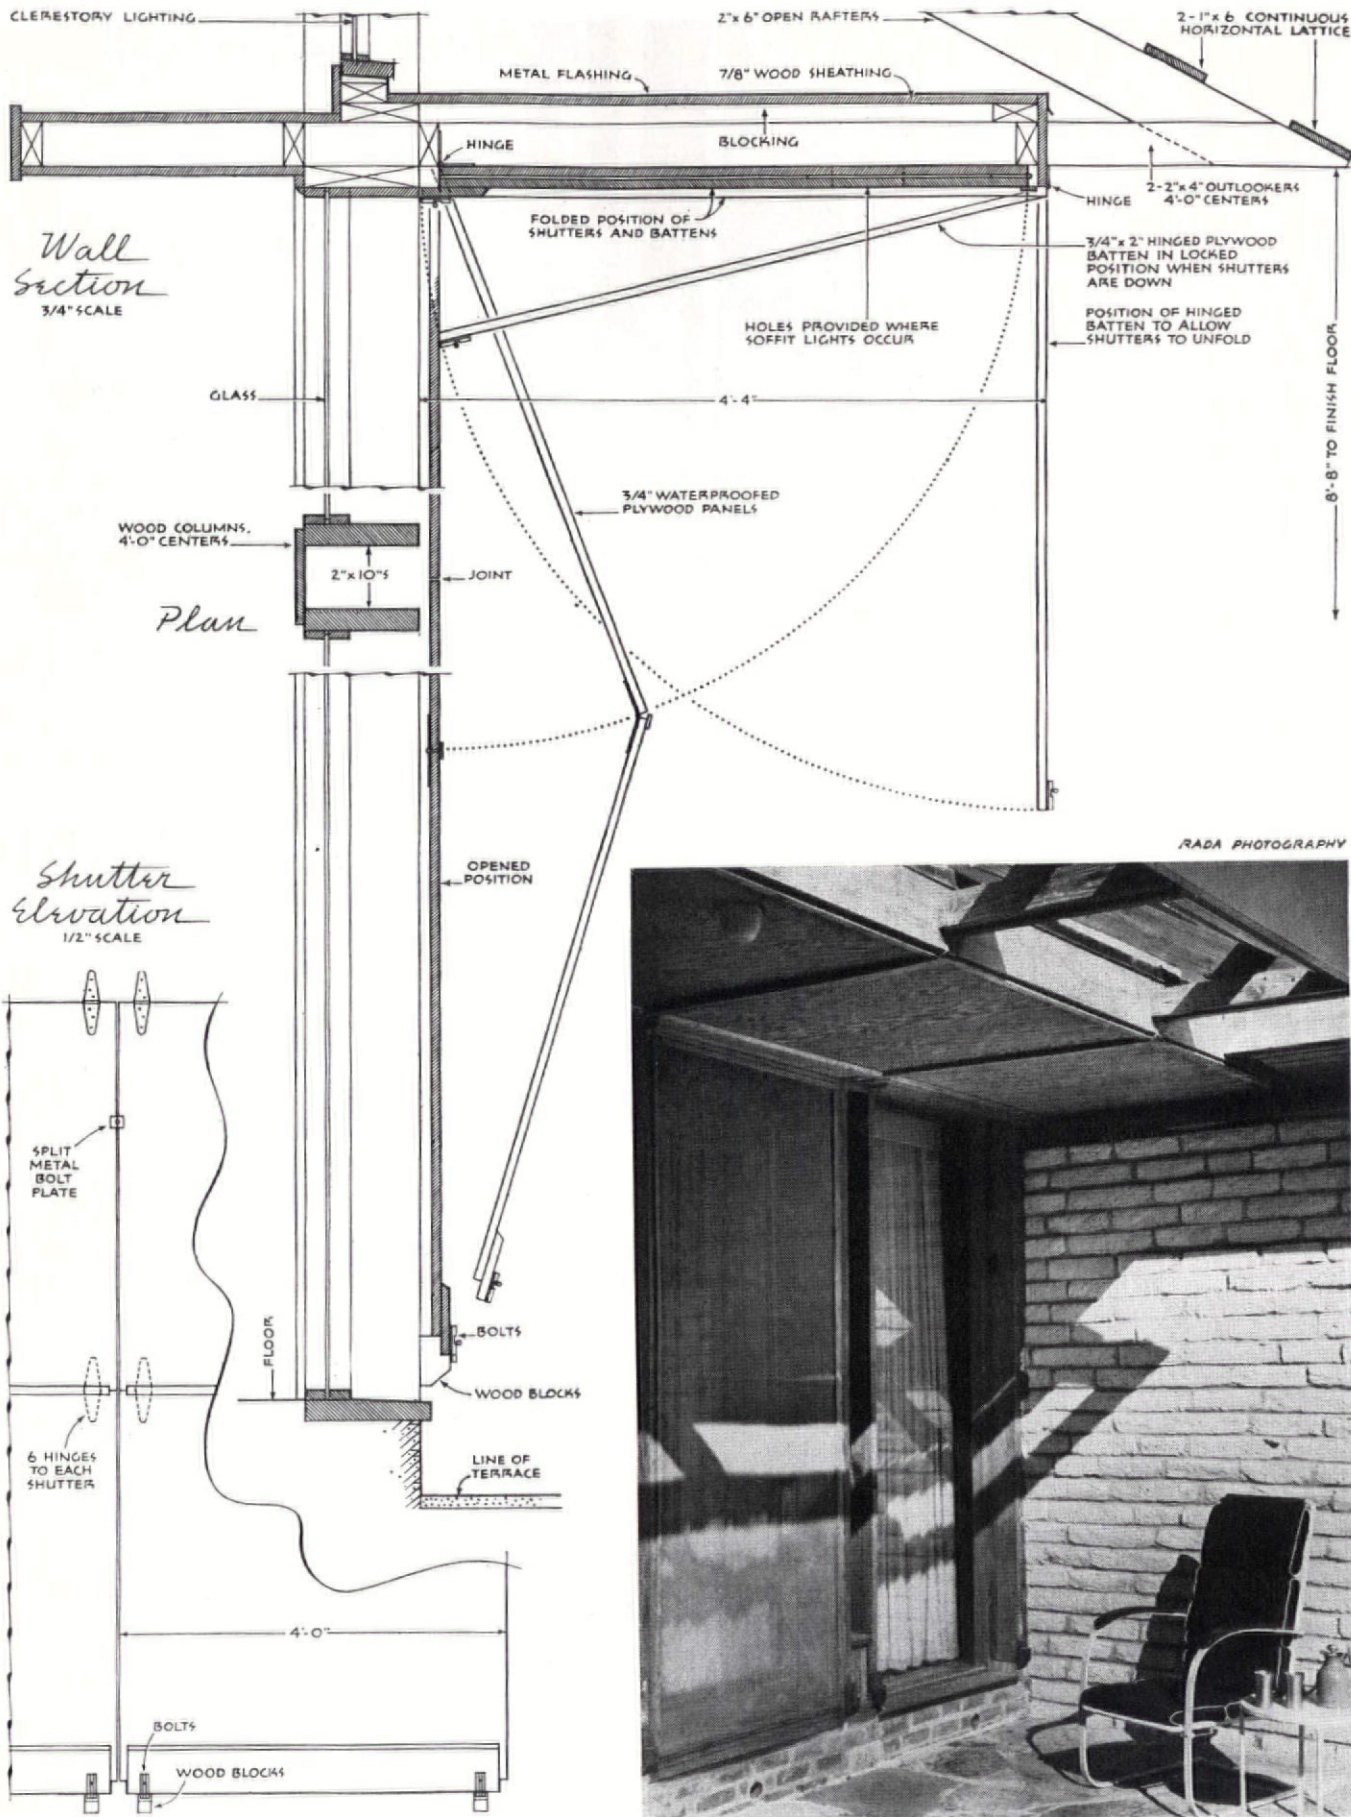 CLERESTORY LIGHTING
2"x 6" OPEN RAFTERS
2-1"x 6 CONTINUOUS
HORIZONTAL LATTICE
METAL FLASHING
7/8" WOOD SHEATHING
HINGE
BLOCKING
FOLDED POSITION OF
SHUTTERS AND BATTENS
HINGE
2-2"x 4" OUTLOOKERS
4'-0" CENTERS
Wall
Section
3/4" SCALE
3/4"x 2" HINGED PLYWOOD
BATTEN IN LOCKED
POSITION WHEN SHUTTERS
ARE DOWN
HOLES PROVIDED WHERE
SOFFIT LIGHTS OCCUR
POSITION OF HINGED
BATTEN TO ALLOW
SHUTTERS TO UNFOLD
GLASS
4'-4"
8'-8" TO FINISH FLOOR
3/4" WATERPROOFED
PLYWOOD PANELS
WOOD COLUMNS,
4'-0" CENTERS
2"x 10"S
JOINT
Plan
RADA PHOTOGRAPHY
Shutter
Elevation
1/2" SCALE
OPENED
POSITION
SPLIT
METAL
BOLT
PLATE
FLOOR
BOLTS
WOOD BLOCKS
6 HINGES
TO EACH
SHUTTER
LINE OF
TERRACE
4'-0"
BOLTS
WOOD BLOCKS